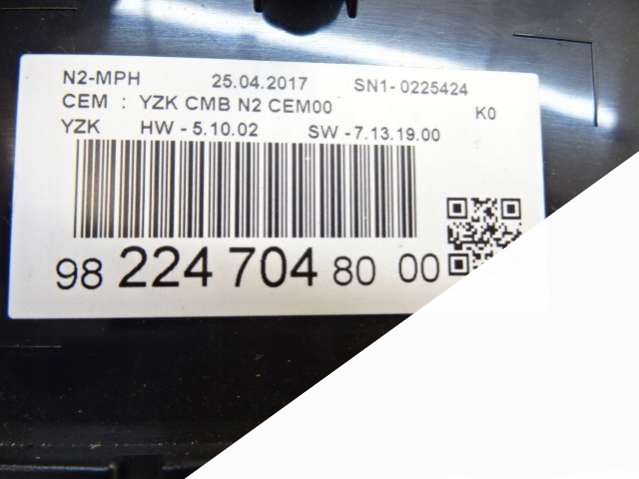 N2-MPH 25.04.2017 SN1- 0225424
CEM : YZK CMB N2 CEM00 K0
YZK HW - 5.10.02 SW - 7.13.19.00
98 224 704 80 00